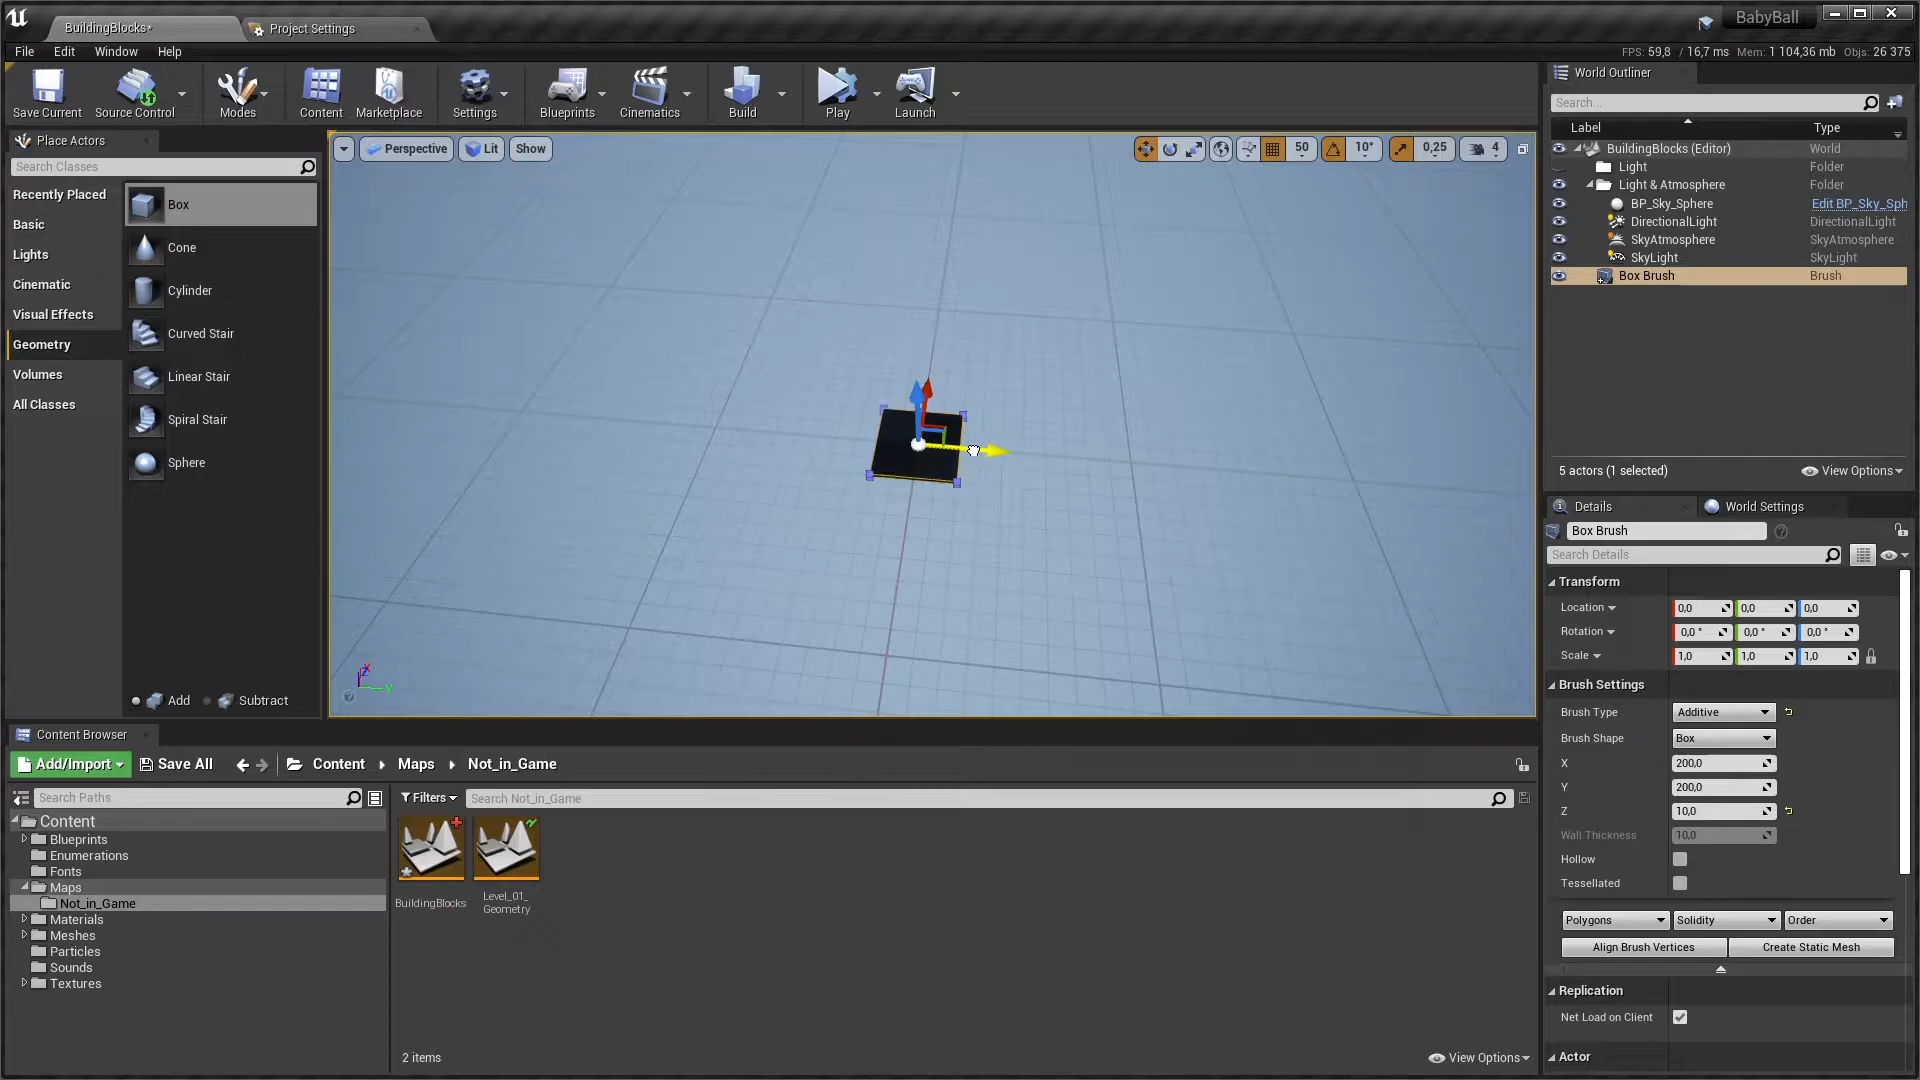 BuildingBlocks*
Project Settings
BabyBall
File Edit Window Help
FPS: 59,8 / 16,7 ms Mem: 1 104,36 mb Objs: 26 375
Save Current
Source Control
Modes
Content
Marketplace
Settings
Blueprints
Cinematics
Build
Play
Launch
Place Actors
Search Classes
Recently Placed
Basic
Lights
Cinematic
Visual Effects
Geometry
Volumes
All Classes
Box
Cone
Cylinder
Curved Stair
Linear Stair
Spiral Stair
Sphere
Add
Subtract
Perspective
Lit
Show
50
10°
0,25
4
X
Z
Y
World Outliner
Search...
Label Type
BuildingBlocks (Editor) World
Light Folder
Light & Atmosphere Folder
BP_Sky_Sphere Edit BP_Sky_Sph
DirectionalLight DirectionalLight
SkyAtmosphere SkyAtmosphere
SkyLight SkyLight
Box Brush Brush
5 actors (1 selected)
View Options
Details
World Settings
Box Brush
Search Details
Transform
Location 0,0 0,0 0,0
Rotation 0,0 ° 0,0 ° 0,0 °
Scale 1,0 1,0 1,0
Brush Settings
Brush Type Additive
Brush Shape Box
X 200,0
Y 200,0
Z 10,0
Wall Thickness 10,0
Hollow
Tessellated
Polygons Solidity Order
Align Brush Vertices Create Static Mesh
Replication
Net Load on Client
Actor
Content Browser
Add/Import Save All Content Maps Not_in_Game
Search Paths
Filters Search Not_in_Game
Content
Blueprints
Enumerations
Fonts
Maps
Not_in_Game
Materials
Meshes
Particles
Sounds
Textures
BuildingBlocks
Level_01_
Geometry
2 items
View Options